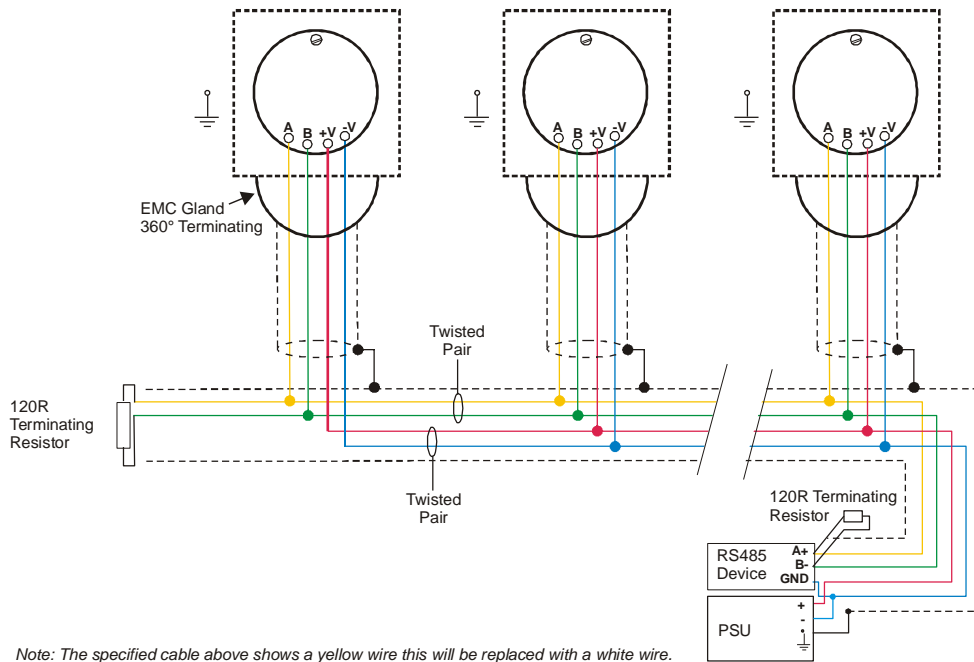 A B +V -V
A B +V -V
A B +V -V
EMC Gland
360° Terminating
Twisted
Pair
120R
Terminating
Resistor
Twisted
Pair
120R Terminating
Resistor
RS485
Device
A+
B-
GND
PSU
+
-
Note: The specified cable above shows a yellow wire this will be replaced with a white wire.